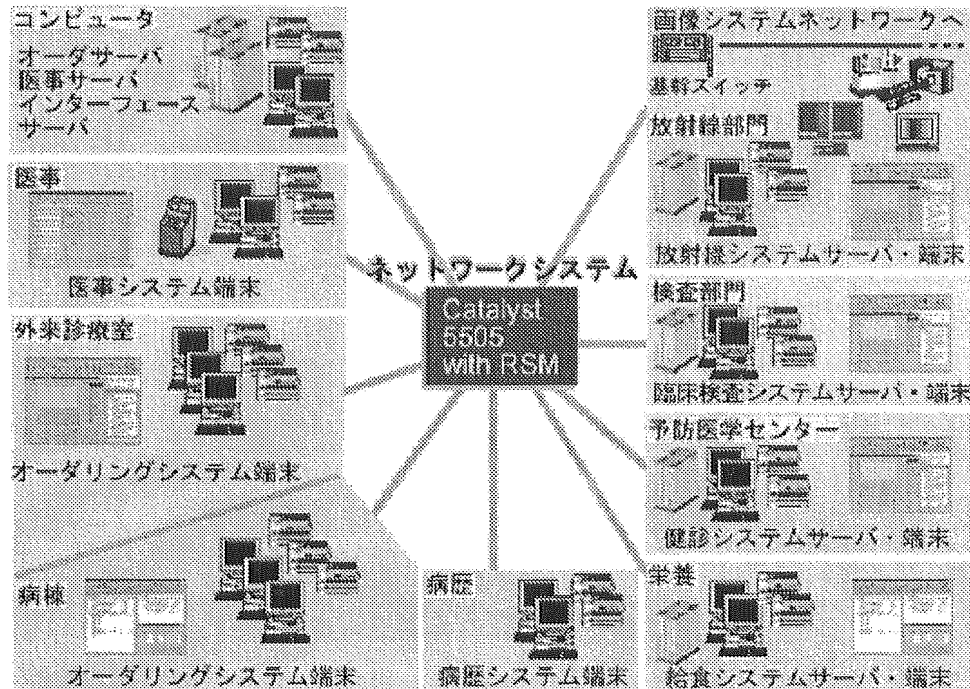 コンピュータ
オーダサーバ
医事サーバ
インターフェース
サーバ
医事
医事システム端末
外来診療室
オーダリングシステム端末
病棟
オーダリングシステム端末
ネットワークシステム
Catalyst
5505
with RSM
病歴
病歴システム端末
画像システムネットワークへ
基幹スイッチ
放射線部門
放射線システムサーバ・端末
検査部門
臨床検査システムサーバ・端末
予防医学センター
健診システムサーバ・端末
栄養
給食システムサーバ・端末